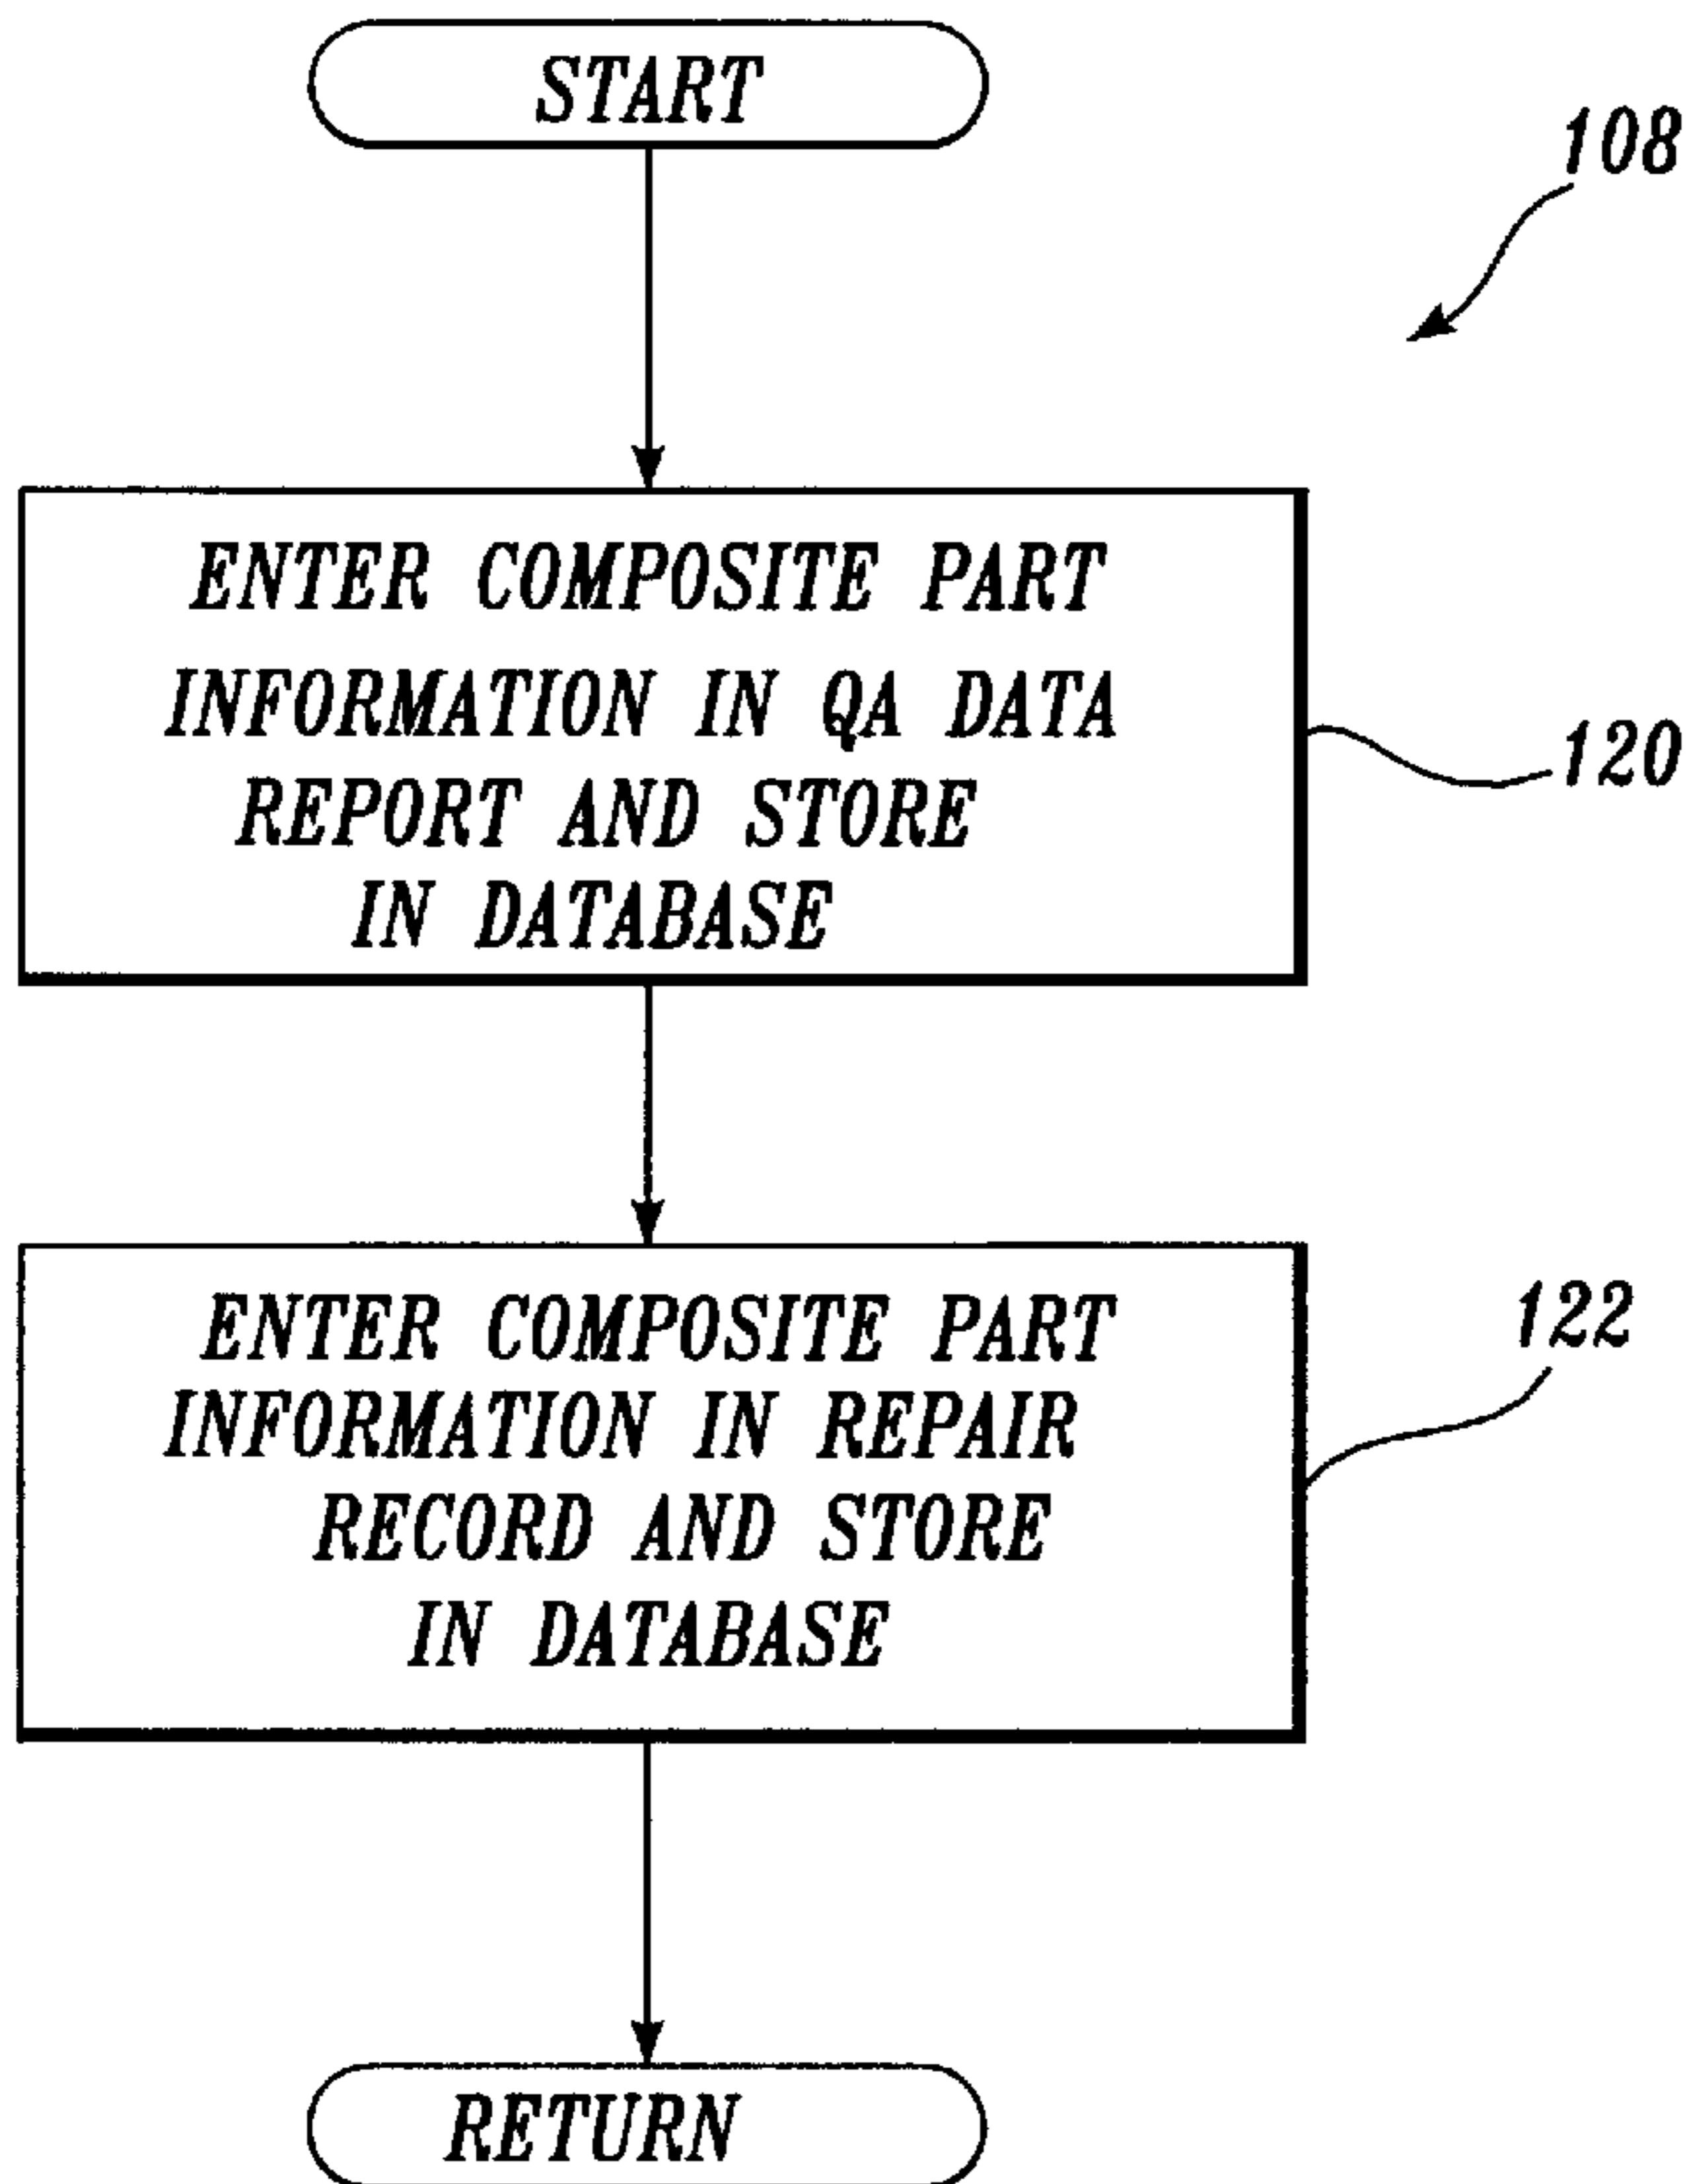 START
108
ENTER COMPOSITE PART
INFORMATION IN QA DATA
REPORT AND STORE
IN DATABASE
120
ENTER COMPOSITE PART
INFORMATION IN REPAIR
RECORD AND STORE
IN DATABASE
122
RETURN